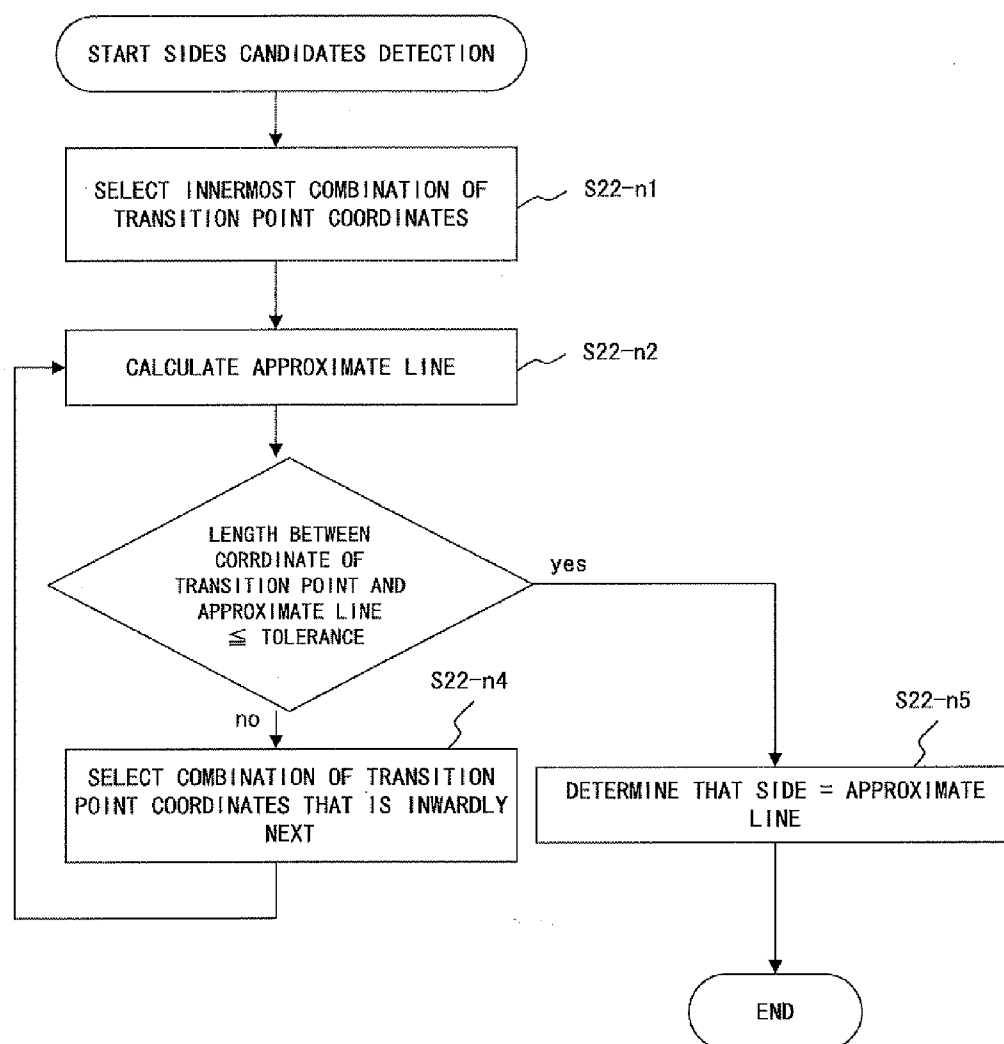 START SIDES CANDIDATES DETECTION
SELECT INNERMOST COMBINATION OF
TRANSITION POINT COORDINATES
S22-n1
CALCULATE APPROXIMATE LINE
S22-n2
LENGTH BETWEEN
CORRDINATE OF
TRANSITION POINT AND
APPROXIMATE LINE
≦ TOLERANCE
yes
no
S22-n4
SELECT COMBINATION OF TRANSITION
POINT COORDINATES THAT IS INWARDLY
NEXT
S22-n5
DETERMINE THAT SIDE = APPROXIMATE
LINE
END